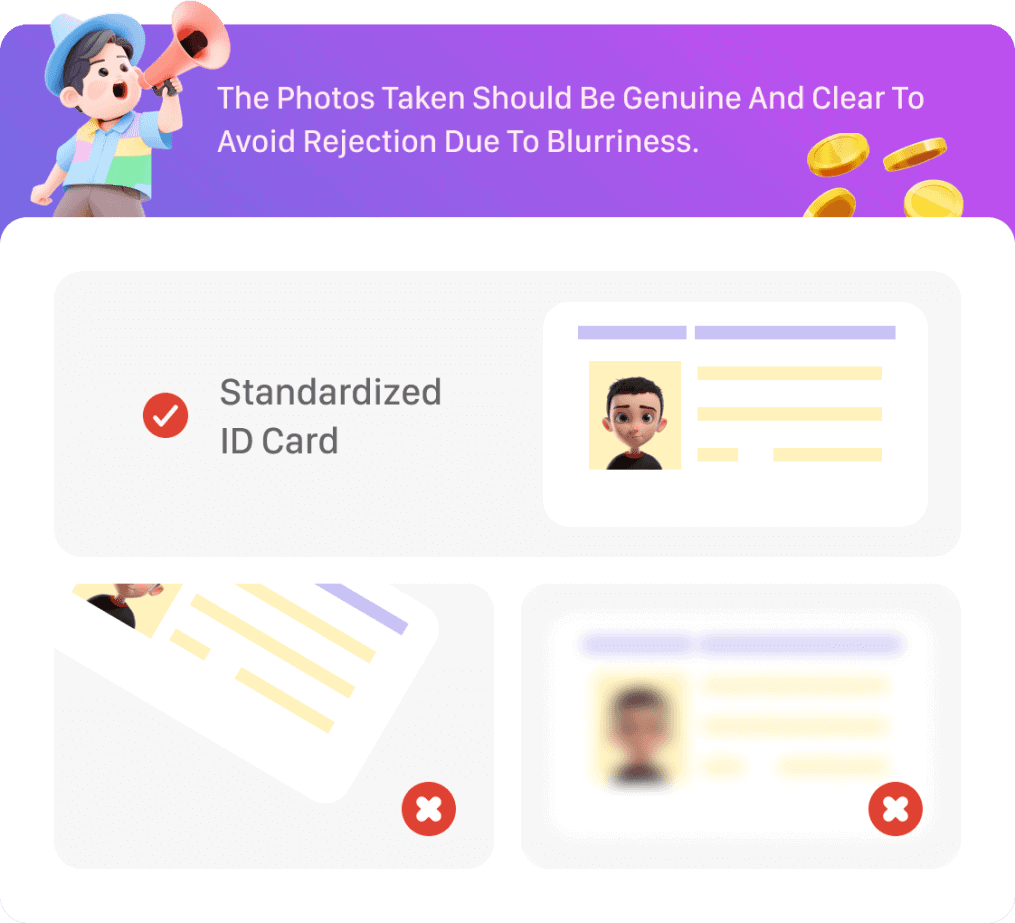 The Photos Taken Should Be Genuine And Clear To
Avoid Rejection Due To Blurriness.
Standardized
ID Card